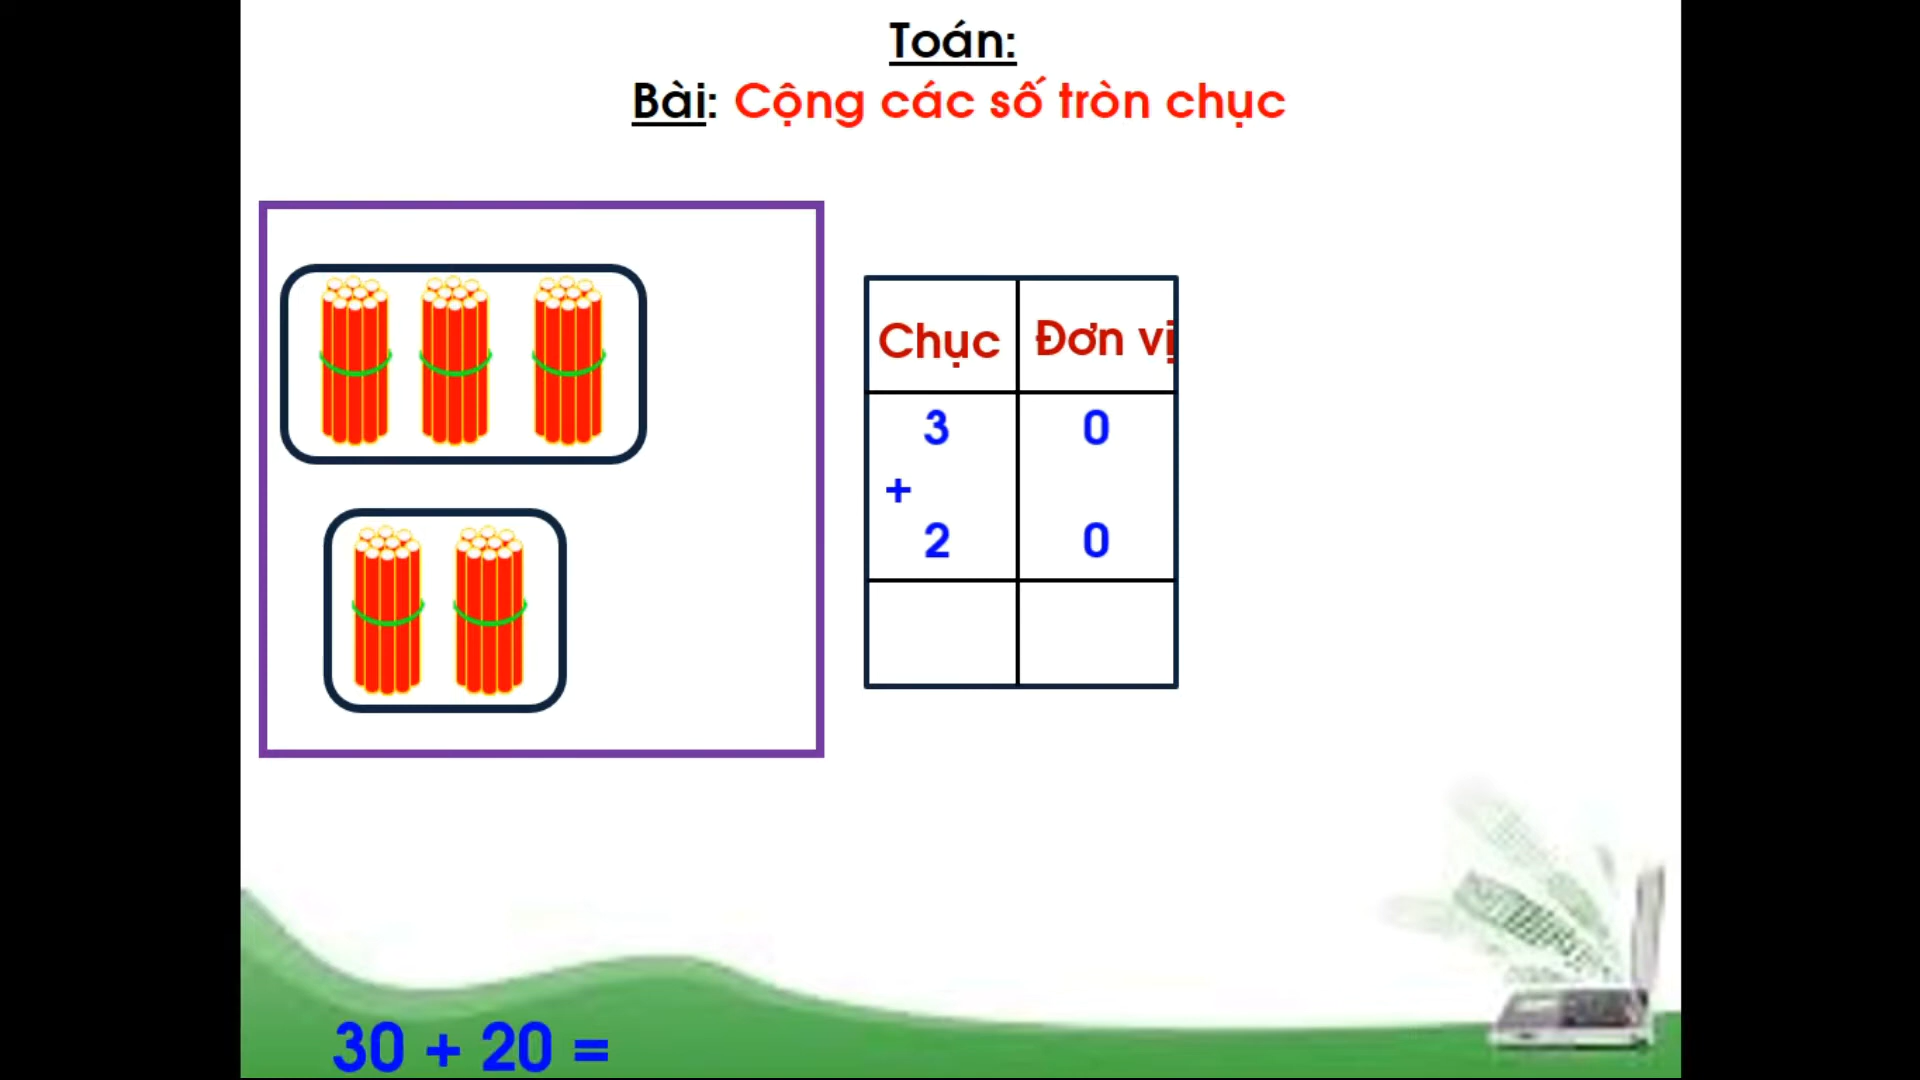 Toán:
Bài: Cộng các số tròn chục
Chục Đơn vị
3 0
+
2 0
30 + 20 =